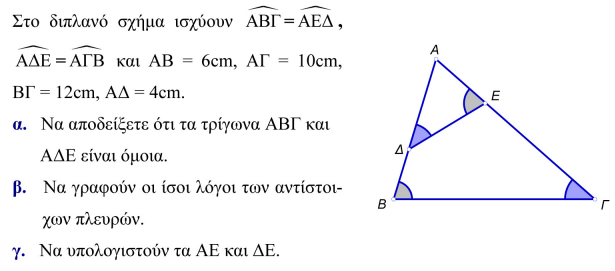 Στο διπλανό σχήμα ισχύουν ΑΒΓ = ΑΕΔ ,
ΑΔΕ = ΑΓΒ και ΑΒ = 6cm, ΑΓ = 10cm,
ΒΓ = 12cm, ΑΔ = 4cm.
α. Να αποδείξετε ότι τα τρίγωνα ΑΒΓ και
ΑΔΕ είναι όμοια.
β. Να γραφούν οι ίσοι λόγοι των αντίστοι-
χων πλευρών.
γ. Να υπολογιστούν τα ΑΕ και ΔΕ.
Α
Ε
Δ
Β
Γ